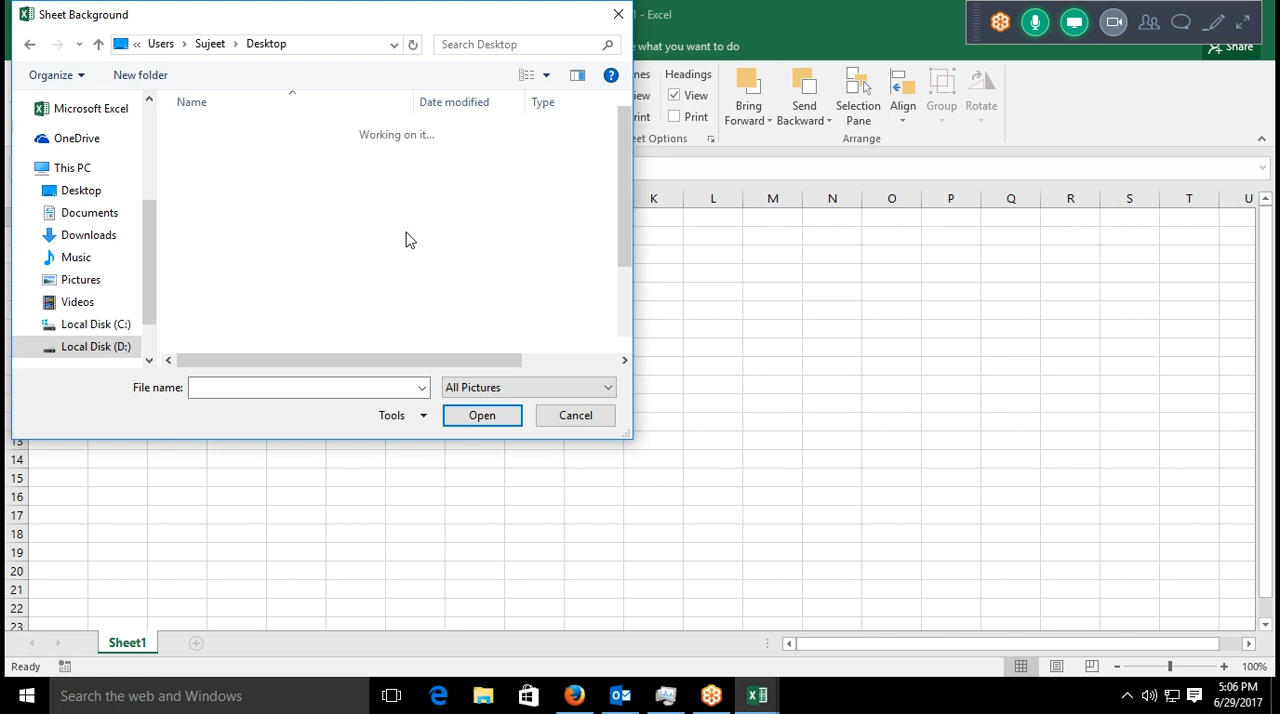 Sheet Background
1 - Excel
« Users > Sujeet > Desktop
Search Desktop
what you want to do
Share
Organize
New folder
Microsoft Excel
OneDrive
This PC
Desktop
Documents
Downloads
Music
Pictures
Videos
Local Disk (C:)
Local Disk (D:)
Name
Date modified
Type
Working on it...
File name:
All Pictures
Tools
Open
Cancel
Headings
View
Print
Bring
Forward
Send
Backward
Selection
Pane
Align
Group
Rotate
et Options
Arrange
K L M N O P Q R S T U
13
14
15
16
17
18
19
20
21
22
23
Sheet1
Ready
100%
Search the web and Windows
5:06 PM
6/29/2017